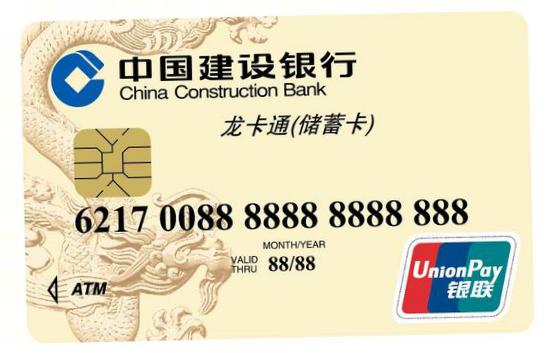 中国建设银行
China Construction Bank
龙卡通(储蓄卡)
6217 0088 8888 8888 888
MONTH/YEAR
VALID THRU 88/88
ATM
UnionPay
银联